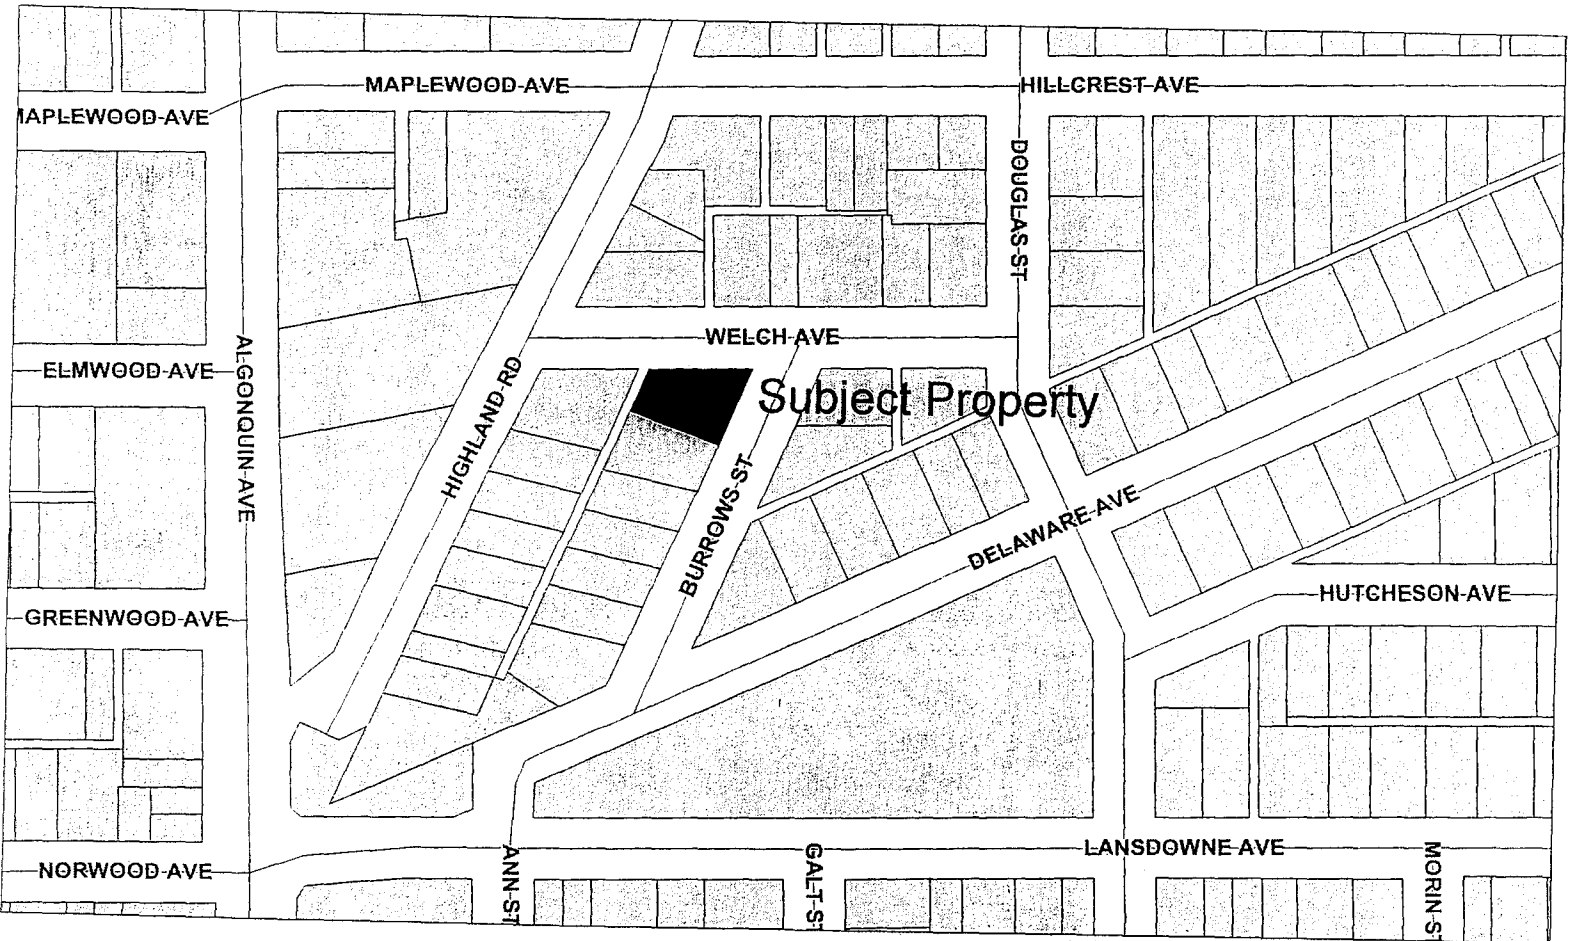 MAPLEWOOD AVE
HILLCREST AVE
MAPLEWOOD AVE
DOUGLAS ST
WELCH AVE
ELMWOOD AVE
ALGONQUIN AVE
HIGHLAND RD
Subject Property
BURROWS ST
DELAWARE AVE
HUTCHESON AVE
GREENWOOD AVE
LANSDOWNE AVE
NORWOOD AVE
ANN ST
GALT ST
MORIN ST